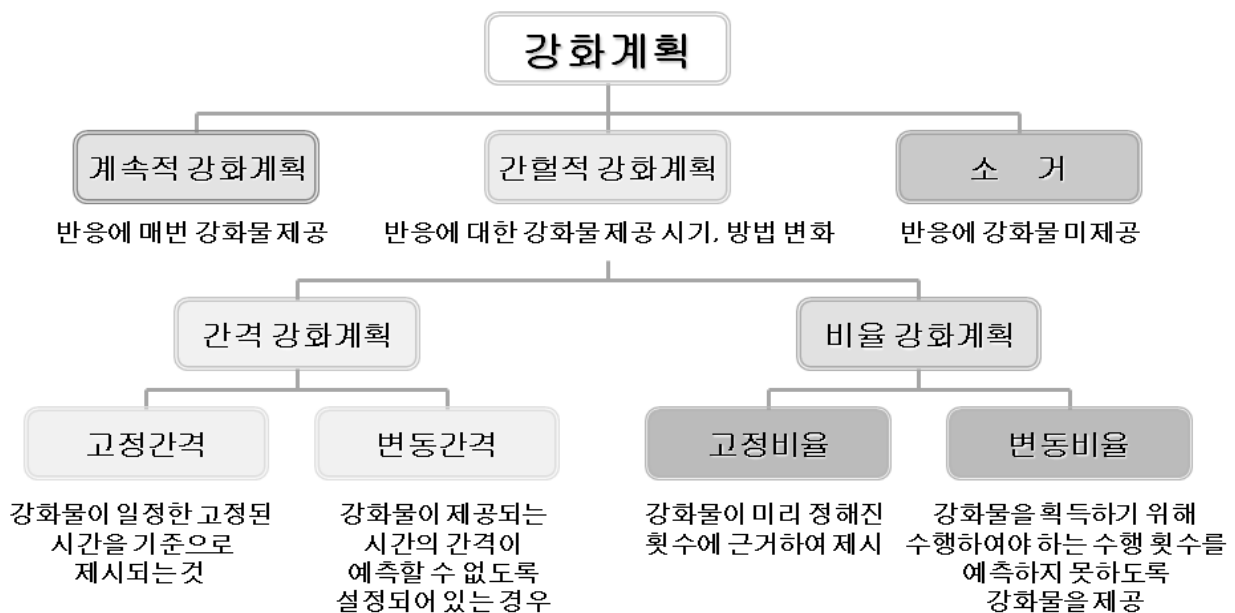 강화계획
계속적 강화계획
간헐적 강화계획
소 거
반응에 매번 강화물 제공
반응에 대한 강화물 제공 시기, 방법 변화
반응에 강화물 미제공
간격 강화계획
비율 강화계획
고정간격
변동간격
고정비율
변동비율
강화물이 일정한 고정된
시간을 기준으로
제시되는 것
강화물이 제공되는
시간의 간격이
예측할 수 없도록
설정되어 있는 경우
강화물이 미리 정해진
횟수에 근거하여 제시
강화물을 획득하기 위해
수행하여야 하는 수행 횟수를
예측하지 못하도록
강화물을 제공